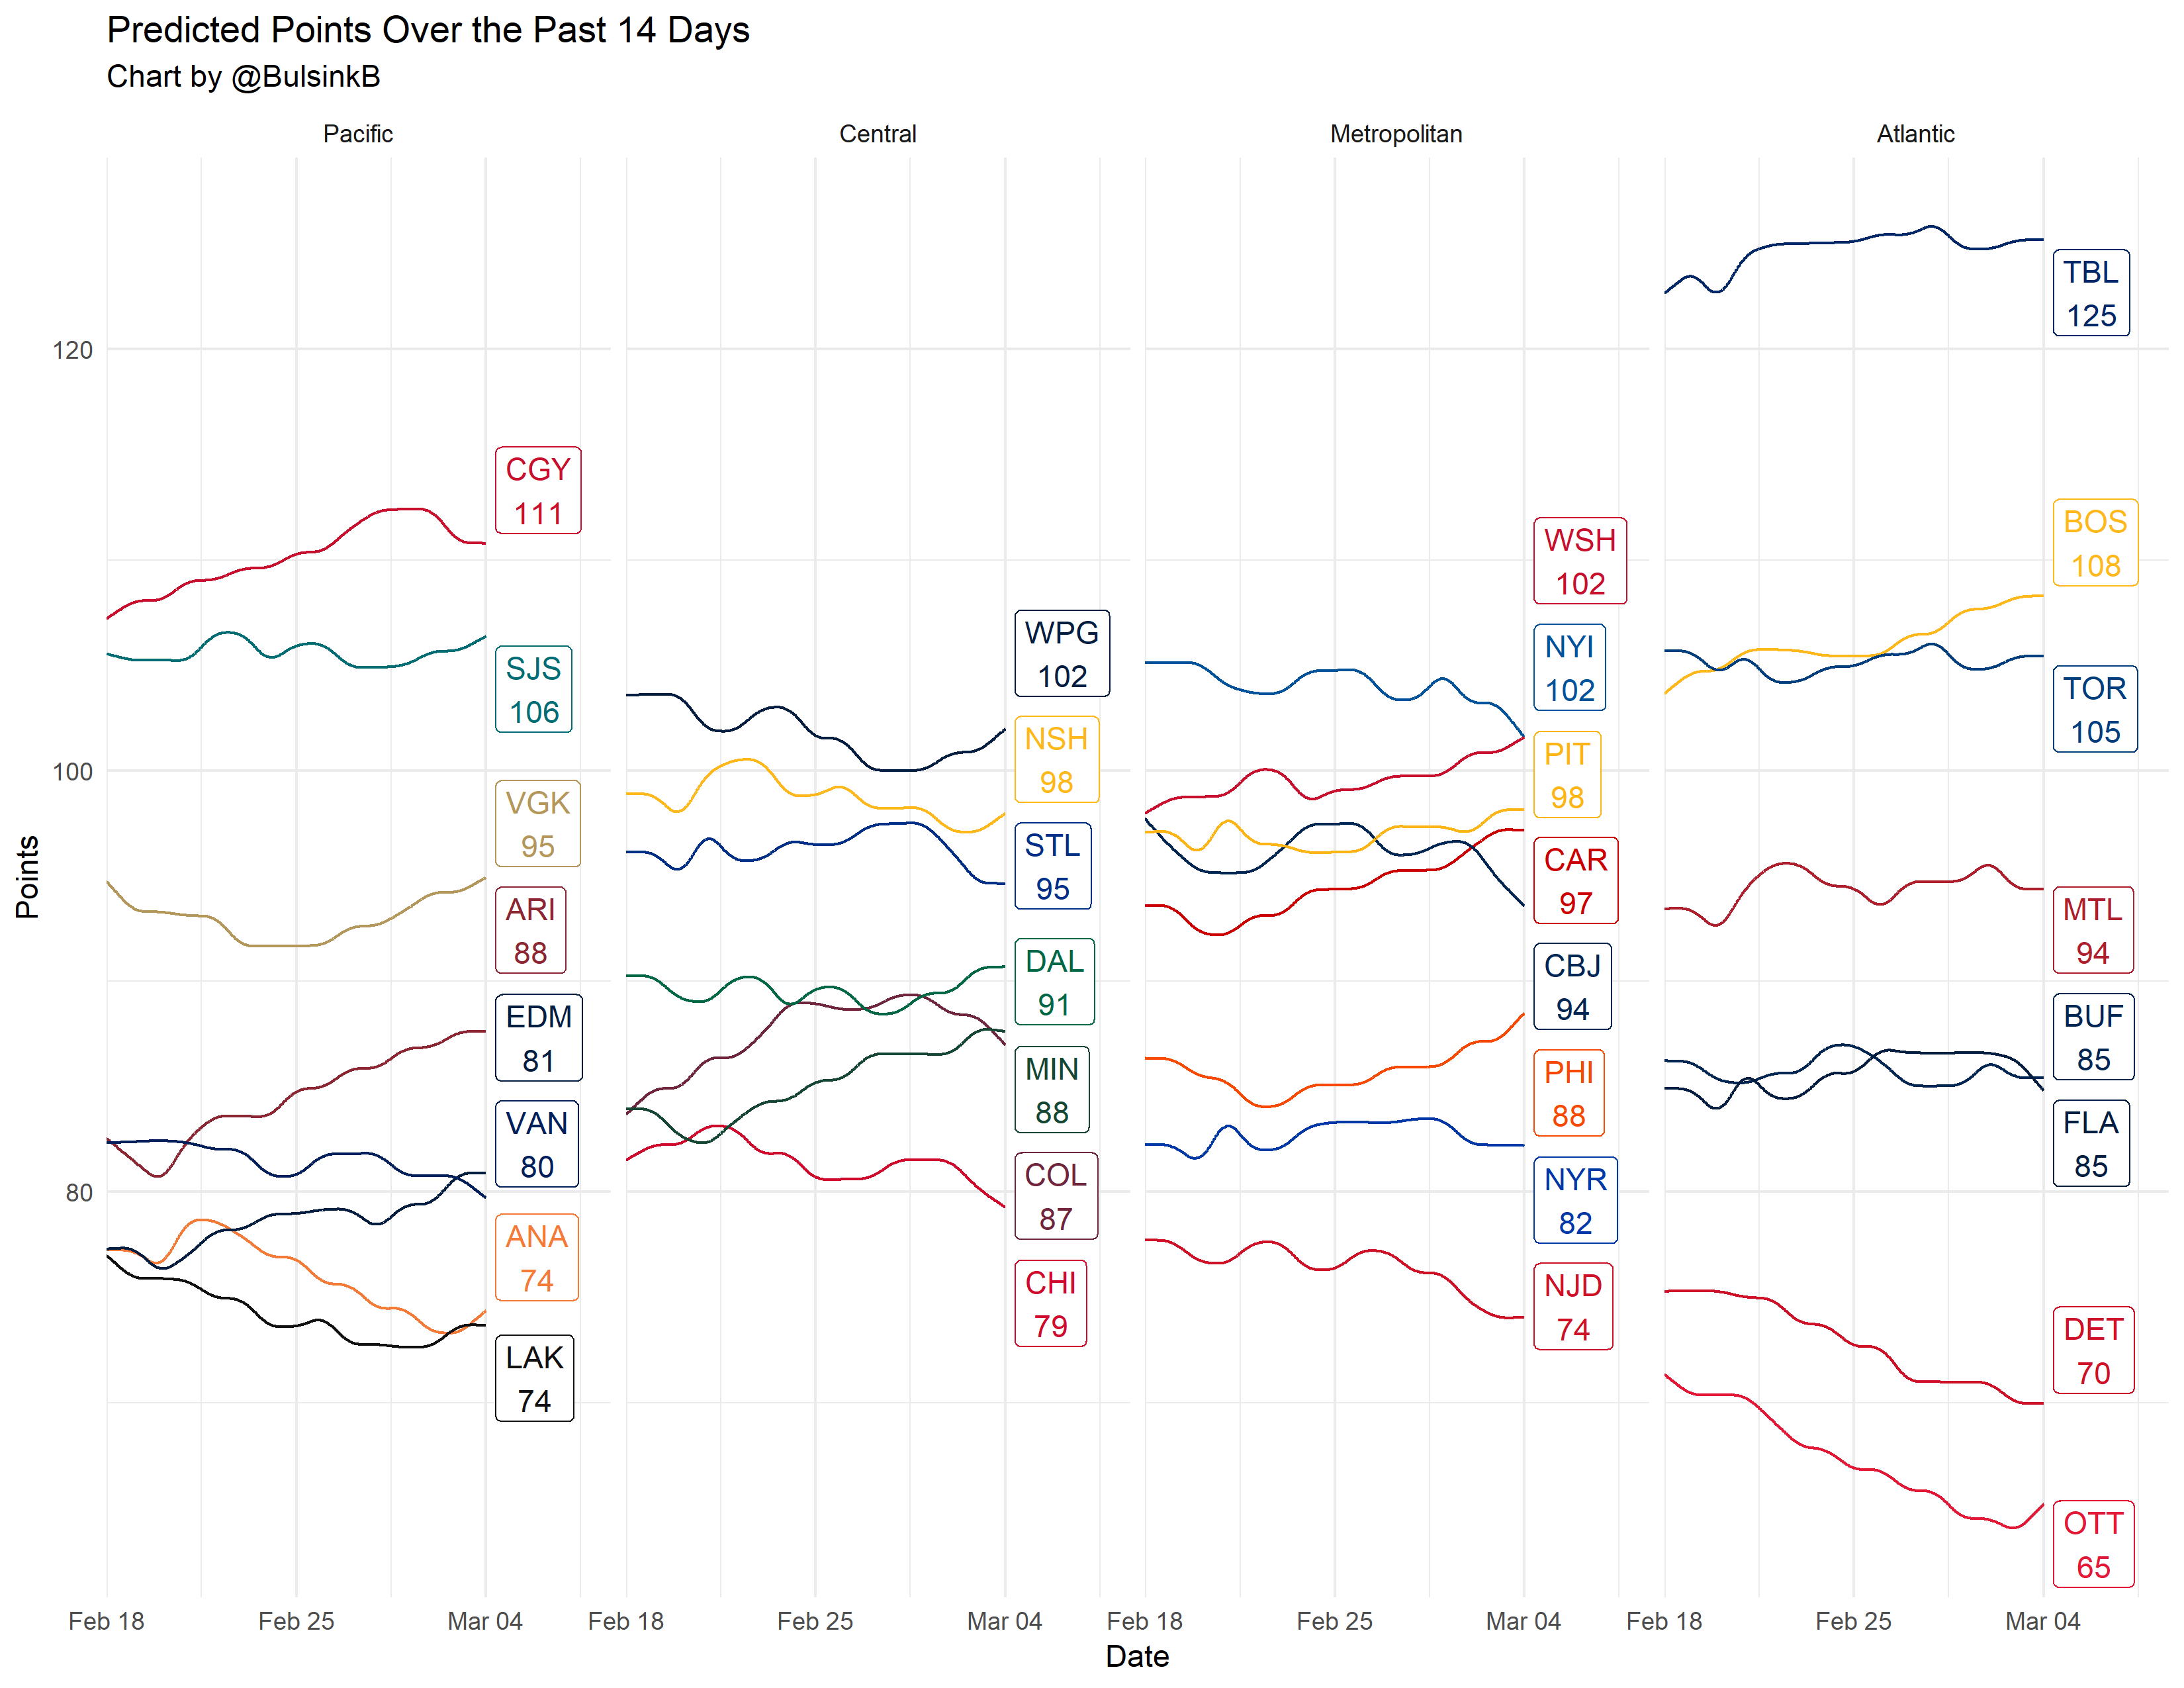 Predicted Points Over the Past 14 Days
Chart by @BulsinkB
Pacific
Central
Metropolitan
Atlantic
Points
120
100
80
CGY
111
SJS
106
VGK
95
ARI
88
EDM
81
VAN
80
ANA
74
LAK
74
WPG
102
NSH
98
STL
95
DAL
91
MIN
88
COL
87
CHI
79
WSH
102
NYI
102
PIT
98
CAR
97
CBJ
94
PHI
88
NYR
82
NJD
74
TBL
125
BOS
108
TOR
105
MTL
94
BUF
85
FLA
85
DET
70
OTT
65
Feb 18 Feb 25 Mar 04 Feb 18 Feb 25 Mar 04 Feb 18 Feb 25 Mar 04 Feb 18 Feb 25 Mar 04
Date